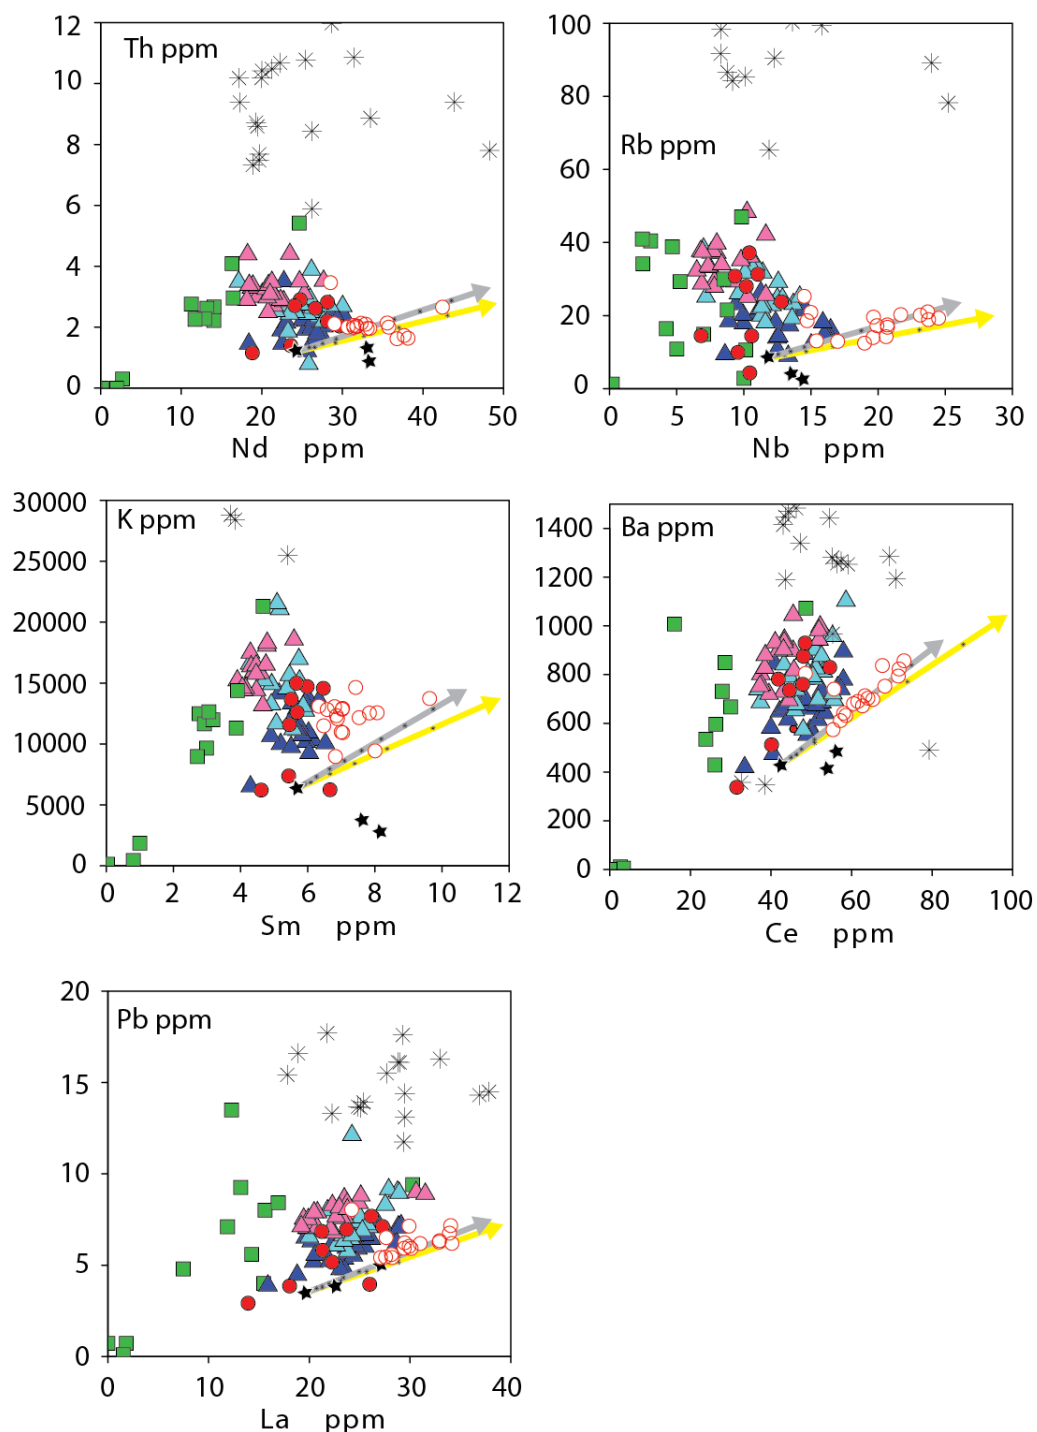 Th ppm
12
10
8
6
4
2
0
0 10 20 30 40 50
Nd ppm
Rb ppm
100
80
60
40
20
0
0 5 10 15 20 25 30
Nb ppm
K ppm
30000
25000
20000
15000
10000
5000
0
0 2 4 6 8 10 12
Sm ppm
Ba ppm
1400
1200
1000
800
600
400
200
0
0 20 40 60 80 100
Ce ppm
Pb ppm
20
15
10
5
0
0 10 20 30 40
La ppm